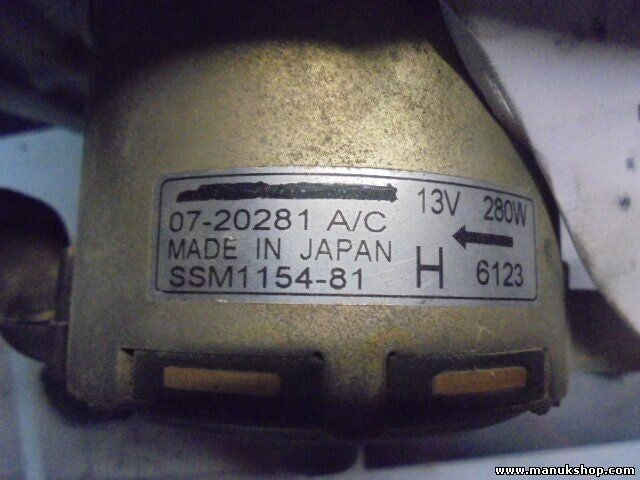 13V 280W
07-20281 A/C
MADE IN JAPAN
SSM1154-81 H 6123
www.manukshop.com